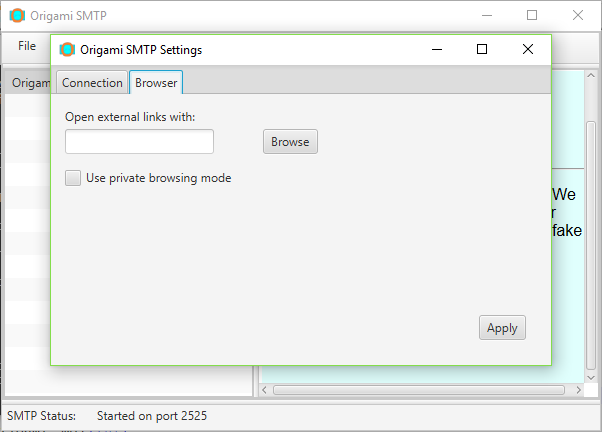 Origami SMTP
File
Origami SMTP Settings
Origam
Connection
Browser
Open external links with:
Browse
Use private browsing mode
We
r
fake
Apply
SMTP Status: Started on port 2525